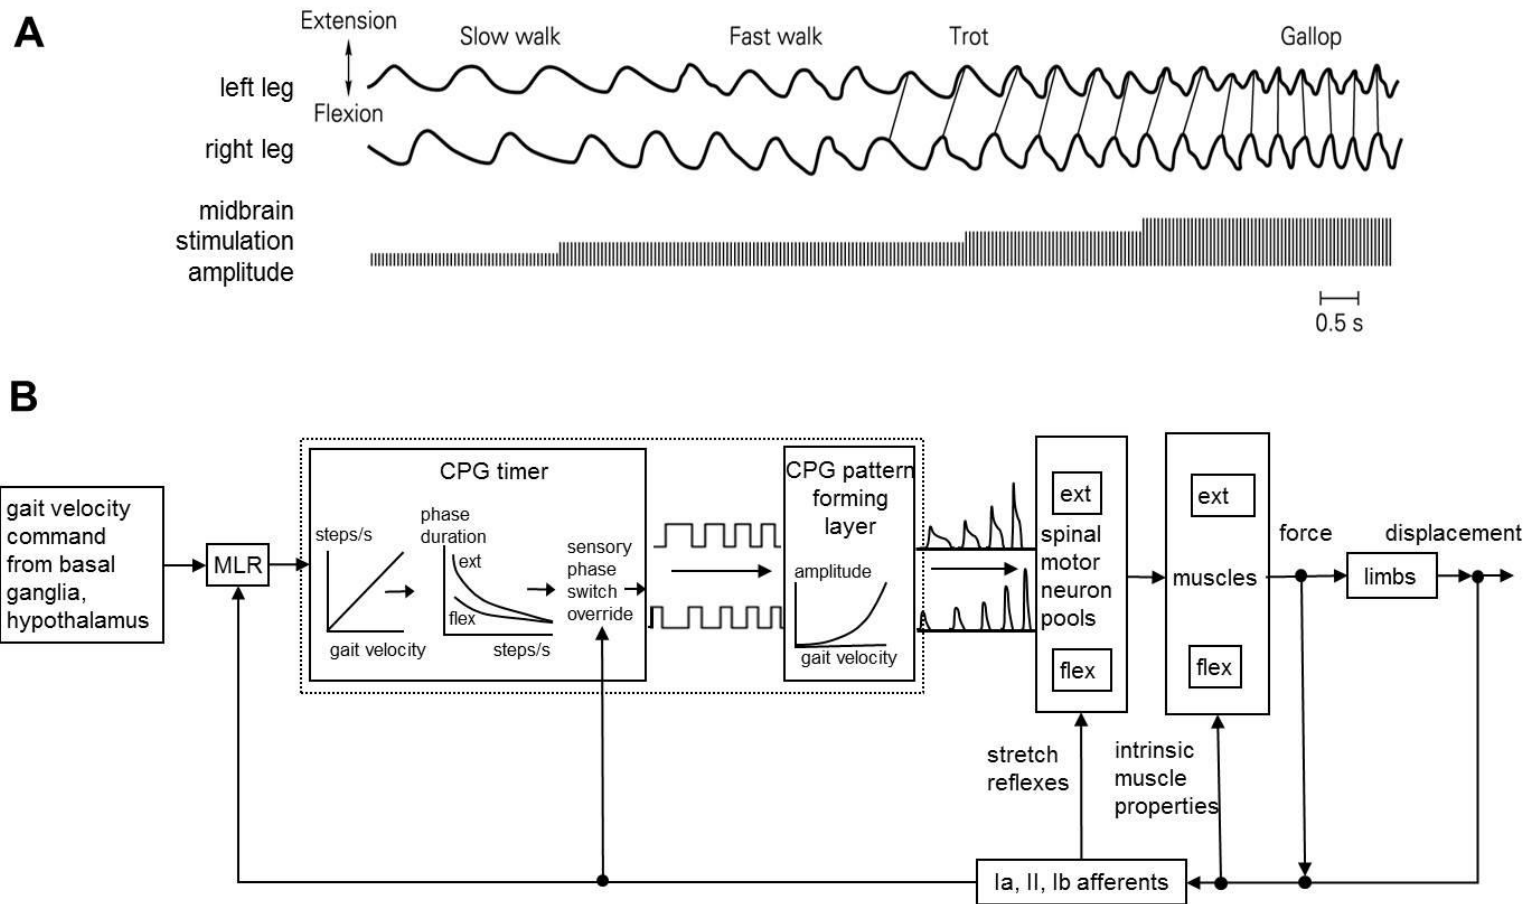 A
Extension
Slow walk
Fast walk
Trot
Gallop
left leg
Flexion
right leg
midbrain
stimulation
amplitude
0.5 s
B
gait velocity
command
from basal
ganglia,
hypothalamus
MLR
CPG timer
steps/s
gait velocity
phase
duration
ext
flex
steps/s
sensory
phase
switch
override
CPG pattern
forming
layer
amplitude
gait velocity
ext
spinal
motor
neuron
pools
flex
ext
muscles
flex
force
displacement
limbs
stretch
reflexes
intrinsic
muscle
properties
Ia, II, Ib afferents